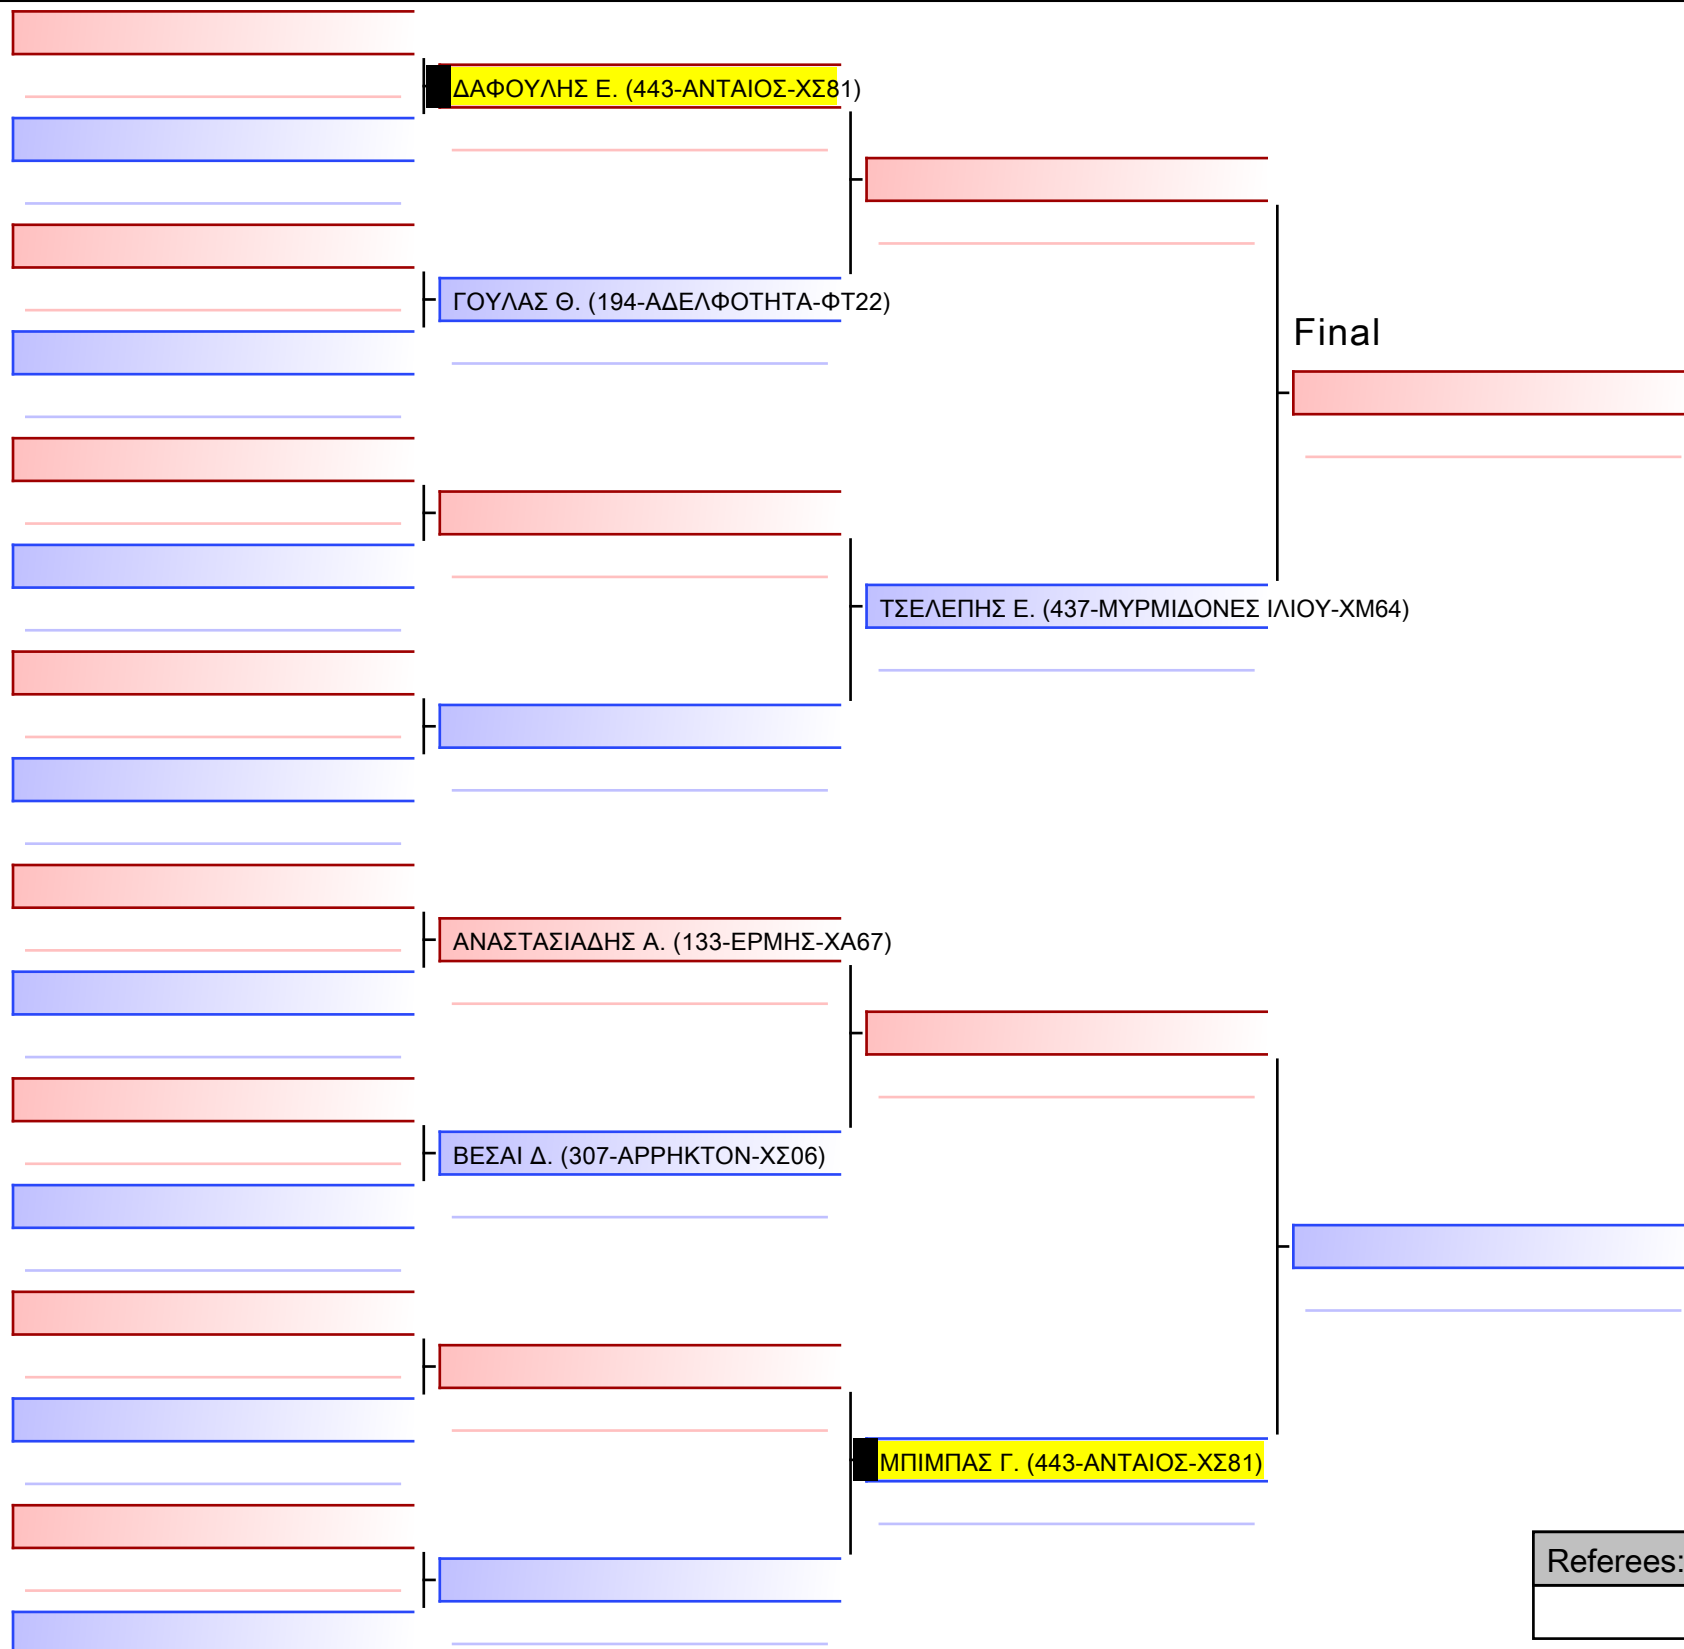 ΔΑΦΟΥΛΗΣ Ε. (443-ΑΝΤΑΙΟΣ-ΧΣ81)
ΓΟΥΛΑΣ Θ. (194-ΑΔΕΛΦΟΤΗΤΑ-ΦΤ22)
Final
ΤΣΕΛΕΠΗΣ Ε. (437-ΜΥΡΜΙΔΟΝΕΣ ΙΛΙΟΥ-ΧΜ64)
ΑΝΑΣΤΑΣΙΑΔΗΣ Α. (133-ΕΡΜΗΣ-ΧΑ67)
ΒΕΣΑΙ Δ. (307-ΑΡΡΗΚΤΟΝ-ΧΣ06)
ΜΠΙΜΠΑΣ Γ. (443-ΑΝΤΑΙΟΣ-ΧΣ81)
Referees: